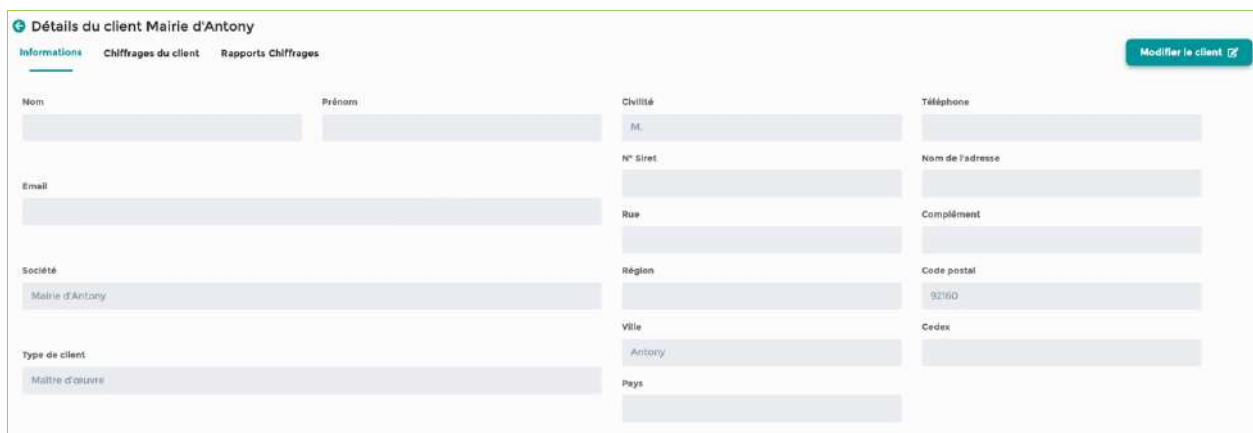 Détails du client Mairie d'Antony
Informations Chiffrages du client Rapports Chiffrages
Modifier le client
Nom Prénom Civilité Téléphone
M.
N° Siret Nom de l'adresse
Email
Rue Complément
Société Région Code postal
Mairie d'Antony 92160
Ville Cedex
Antony
Type de client
Maître d'œuvre
Pays